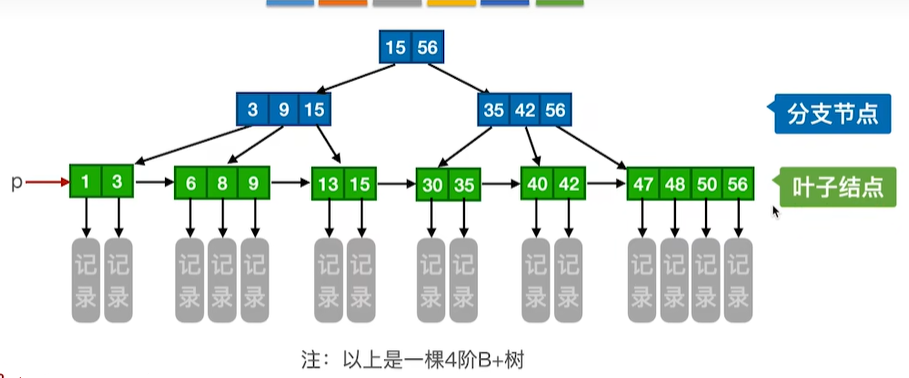 15 56
3 9 15
35 42 56
分支节点
p
1 3
6 8 9
13 15
30 35
40 42
47 48 50 56
叶子结点
记录 记录
记录 记录 记录
记录 记录
记录 记录
记录 记录
记录 记录 记录 记录
注：以上是一棵4阶B+树